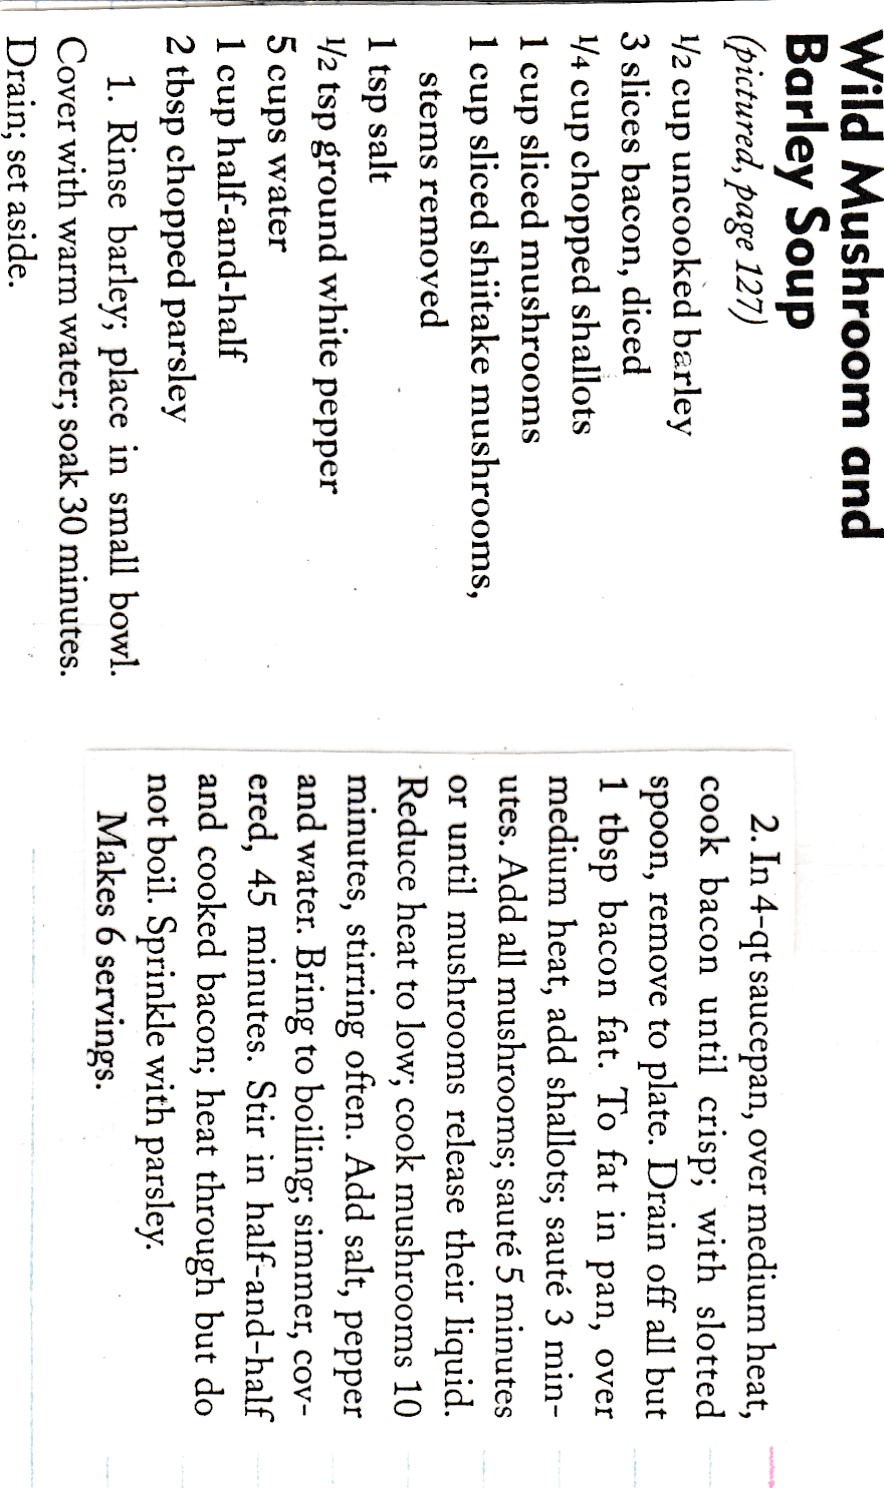 Wild Mushroom and
Barley Soup
(pictured, page 127)
½ cup uncooked barley
3 slices bacon, diced
¼ cup chopped shallots
1 cup sliced mushrooms
1 cup sliced shiitake mushrooms,
stems removed
1 tsp salt
½ tsp ground white pepper
5 cups water
1 cup half-and-half
2 tbsp chopped parsley
1. Rinse barley; place in small bowl.
Cover with warm water; soak 30 minutes.
Drain; set aside.
2. In 4-qt saucepan, over medium heat,
cook bacon until crisp; with slotted
spoon, remove to plate. Drain off all but
1 tbsp bacon fat. To fat in pan, over
medium heat, add shallots; sauté 3 min-
utes. Add all mushrooms; sauté 5 minutes
or until mushrooms release their liquid.
Reduce heat to low; cook mushrooms 10
minutes, stirring often. Add salt, pepper
and water. Bring to boiling; simmer, cov-
ered, 45 minutes. Stir in half-and-half
and cooked bacon; heat through but do
not boil. Sprinkle with parsley.
Makes 6 servings.